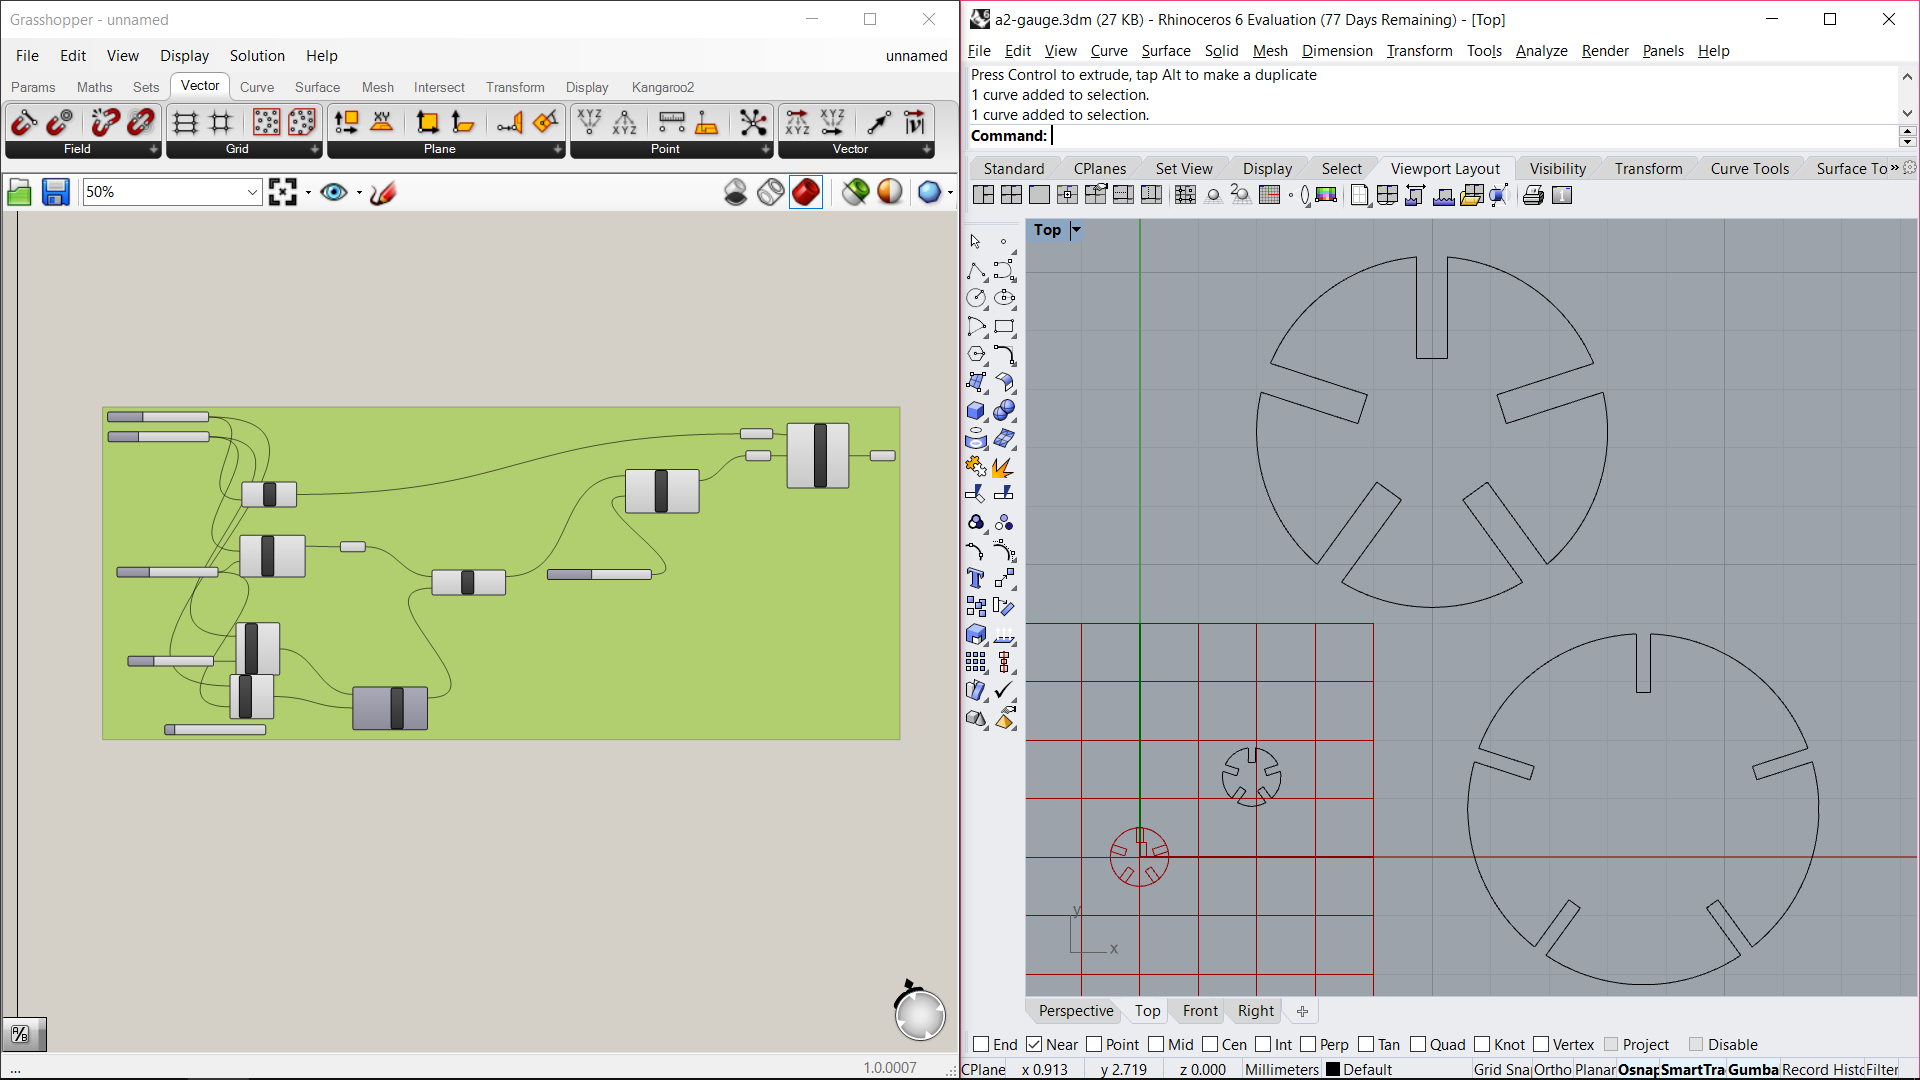 Grasshopper - unnamed
File Edit View Display Solution Help unnamed
Params Maths Sets Vector Curve Surface Mesh Intersect Transform Display Kangaroo2
XY XYZ XYZ XYZ XYZ
Field Grid Plane Point Vector
50%
...
1.0.0007
a2-gauge.3dm (27 KB) - Rhinoceros 6 Evaluation (77 Days Remaining) - [Top]
File Edit View Curve Surface Solid Mesh Dimension Transform Tools Analyze Render Panels Help
Press Control to extrude, tap Alt to make a duplicate
1 curve added to selection.
1 curve added to selection.
Command:
Standard CPlanes Set View Display Select Viewport Layout Visibility Transform Curve Tools Surface To »
Top
y
x
Perspective Top Front Right
End Near Point Mid Cen Int Perp Tan Quad Knot Vertex Project Disable
CPlane x 0.913 y 2.719 z 0.000 Millimeters Default Grid Sna Ortho Planar Osnap SmartTra Gumba Record Histo Filter